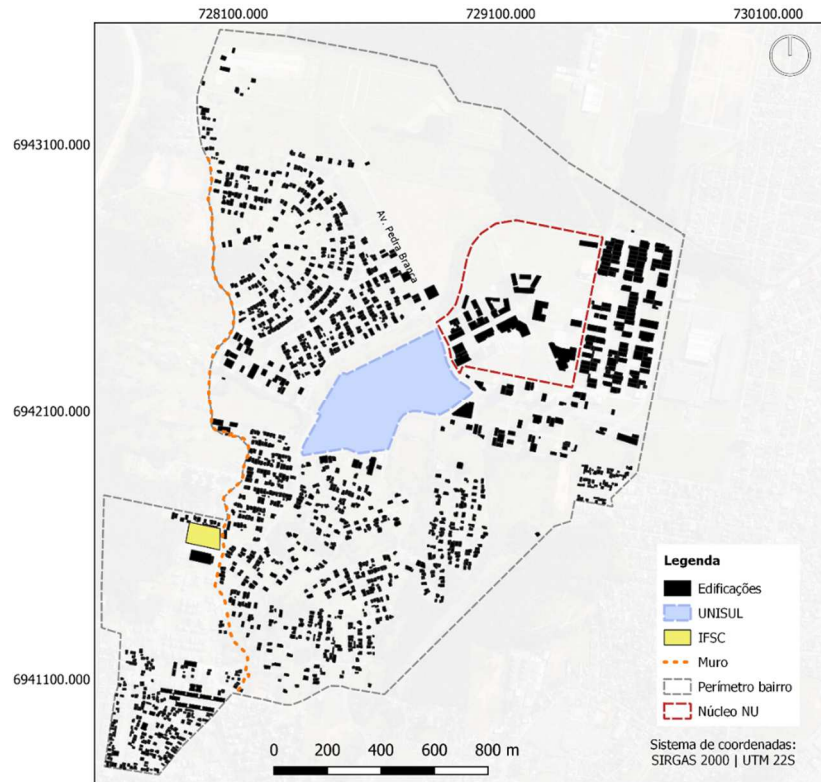 728100.000
729100.000
730100.000
6943100.000
Av. Pedra Branca
6942100.000
Legenda
Edificações
UNISUL
IFSC
Muro
Perímetro bairro
Núcleo NU
6941100.000
0 200 400 600 800 m
Sistema de coordenadas:
SIRGAS 2000 | UTM 22S